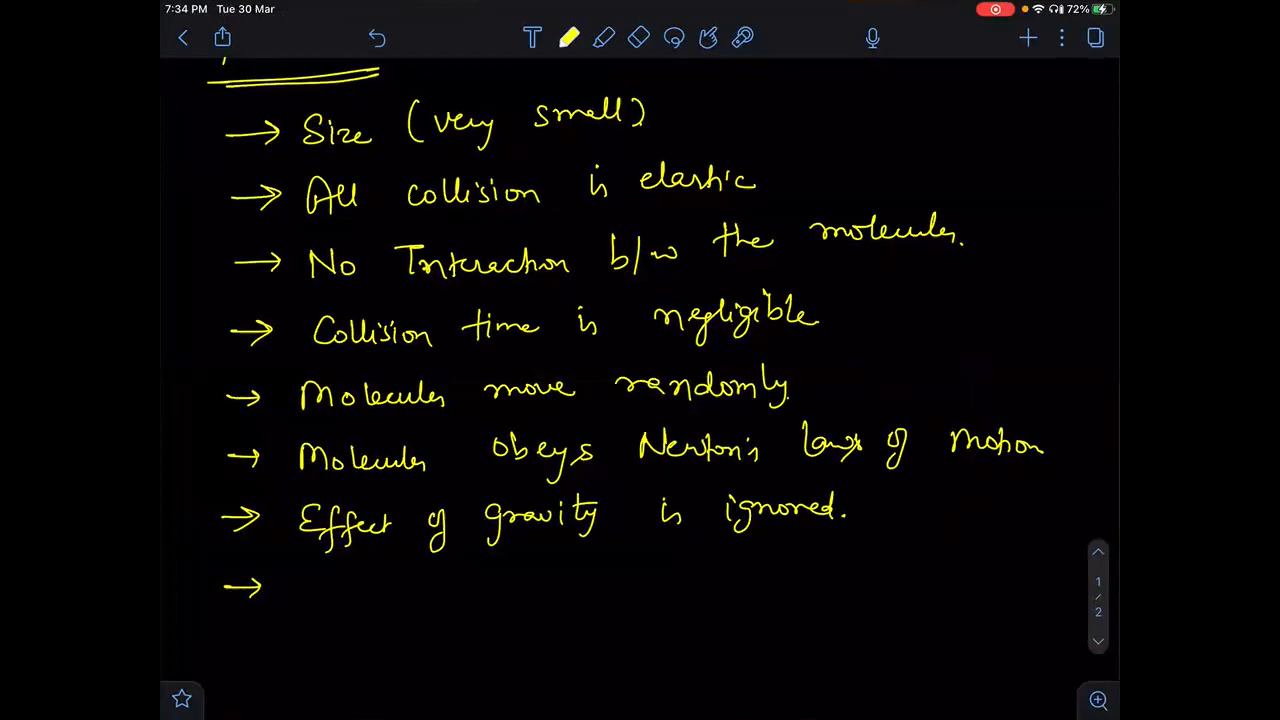 7:34 PM Tue 30 Mar 72%
→ Size (very small)
→ All collision is elastic
→ No Interaction b/w the molecules.
→ Collision time is negligible
→ Molecules move randomly.
→ Molecules obeys Newton's laws of Motion
→ Effect of gravity is ignored.
→
1
/
2